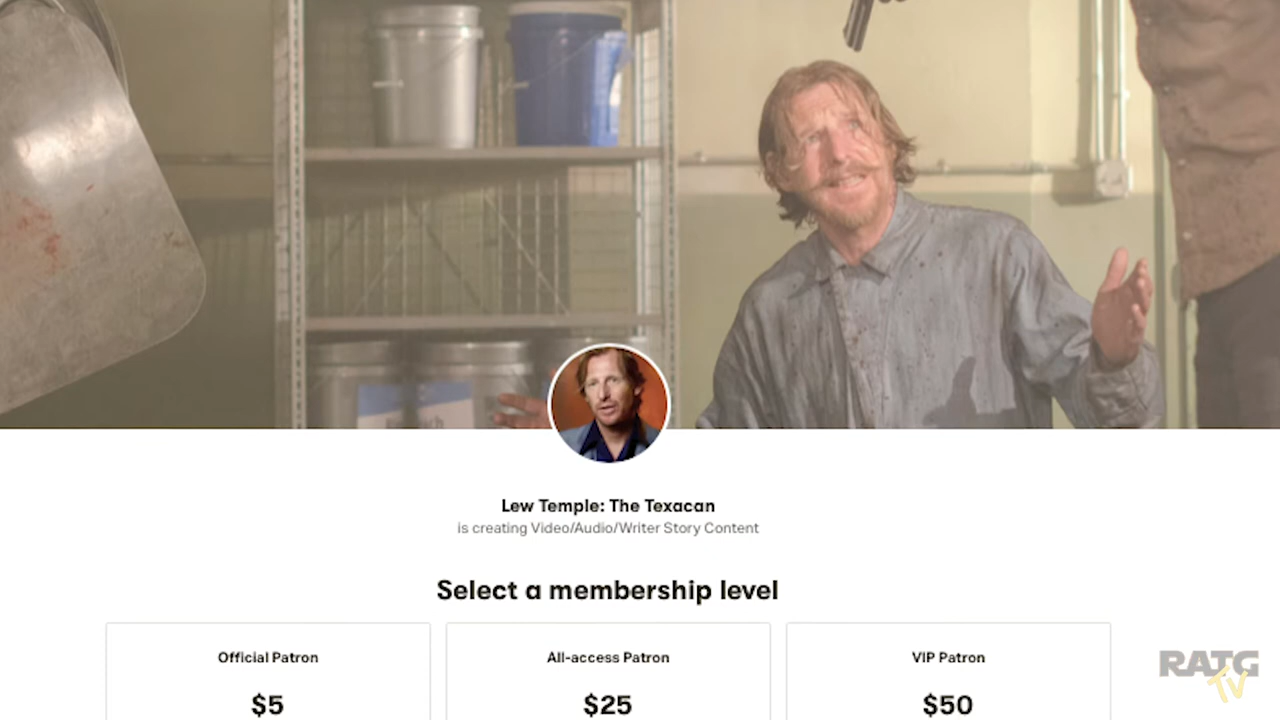 Lew Temple: The Texacan
is creating Video/Audio/Writer Story Content
Select a membership level
Official Patron
$5
All-access Patron
$25
VIP Patron
$50
RATG
TV